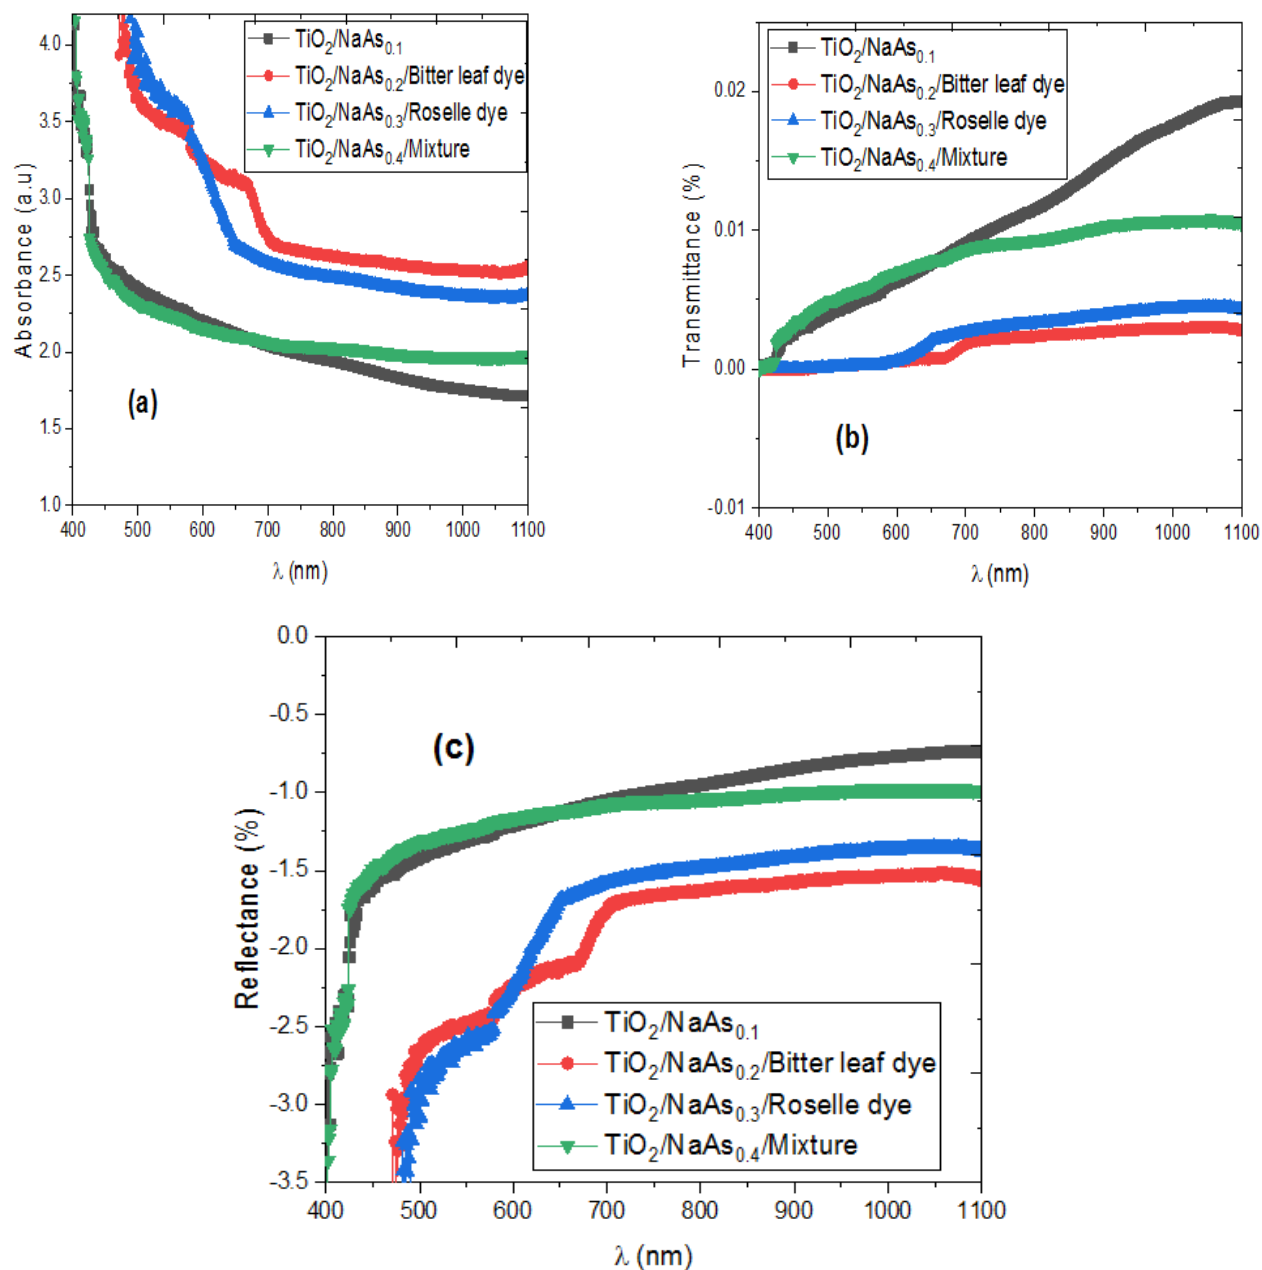 4.0
3.5
3.0
2.5
2.0
1.5
1.0
Absorbance (a.u)
TiO2/NaAs0.1
TiO2/NaAs0.2/Bitter leaf dye
TiO2/NaAs0.3/Roselle dye
TiO2/NaAs0.4/Mixture
(a)
400 500 600 700 800 900 1000 1100
λ (nm)
0.02
0.01
0.00
-0.01
Transmittance (%)
TiO2/NaAs0.1
TiO2/NaAs0.2/Bitter leaf dye
TiO2/NaAs0.3/Roselle dye
TiO2/NaAs0.4/Mixture
(b)
400 500 600 700 800 900 1000 1100
λ (nm)
0.0
-0.5
-1.0
-1.5
-2.0
-2.5
-3.0
-3.5
Reflectance (%)
(c)
TiO2/NaAs0.1
TiO2/NaAs0.2/Bitter leaf dye
TiO2/NaAs0.3/Roselle dye
TiO2/NaAs0.4/Mixture
400 500 600 700 800 900 1000 1100
λ (nm)